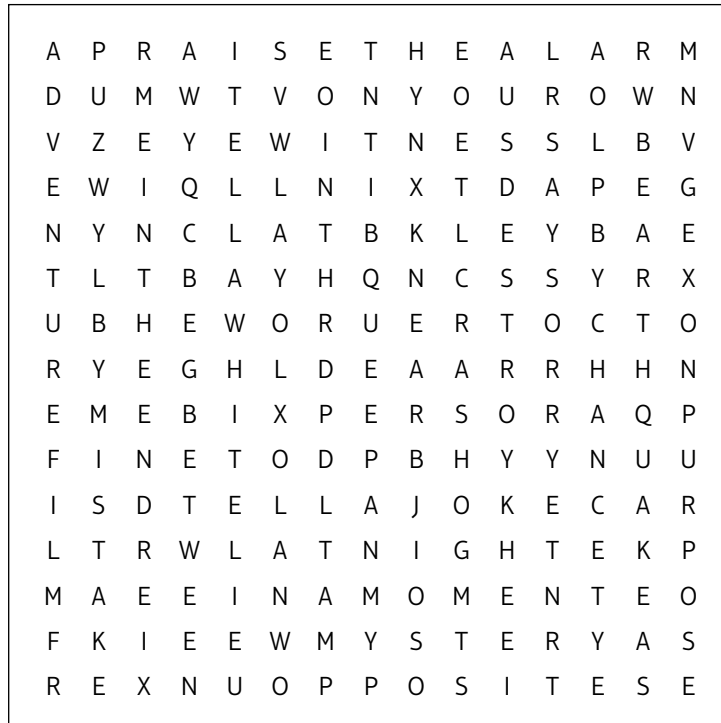 A P R A I S E T H E A L A R M
D U M W T V O N Y O U R O W N
V Z E Y E W I T N E S S L B V
E W I Q L L N I X T D A P E G
N Y N C L A T B K L E Y B A E
T L T B A Y H Q N C S S Y R X
U B H E W O R U E R T O C T O
R Y E G H L D E A A R R H H N
E M E B I X P E R S O R A Q P
F I N E T O D P B H Y Y N U U
I S D T E L L A J O K E C A R
L T R W L A T N I G H T E K P
M A E E I N A M O M E N T E O
F K I E E W M Y S T E R Y A S
R E X N U O P P O S I T E S E